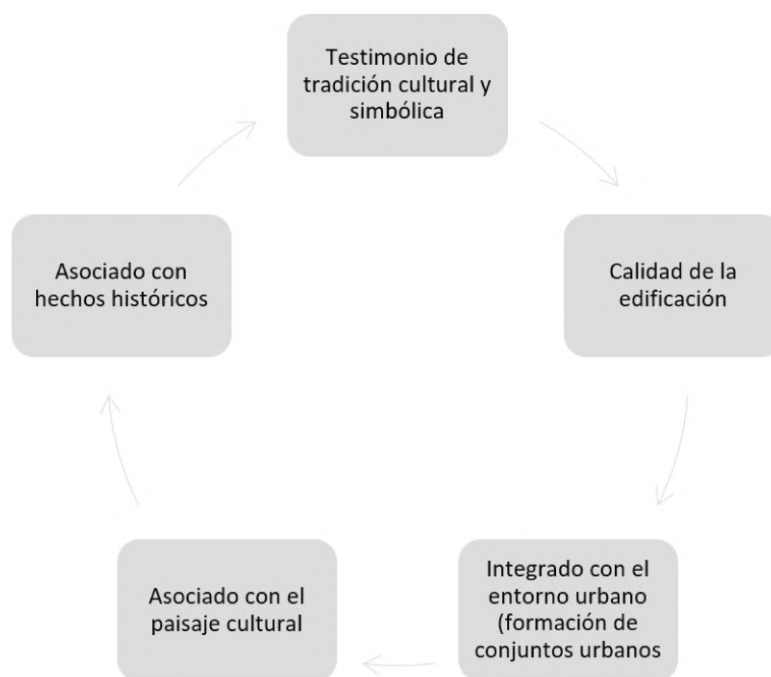 Testimonio de
tradición cultural y
simbólica
Calidad de la
edificación
Integrado con el
entorno urbano
(formación de
conjuntos urbanos
Asociado con el
paisaje cultural
Asociado con
hechos históricos